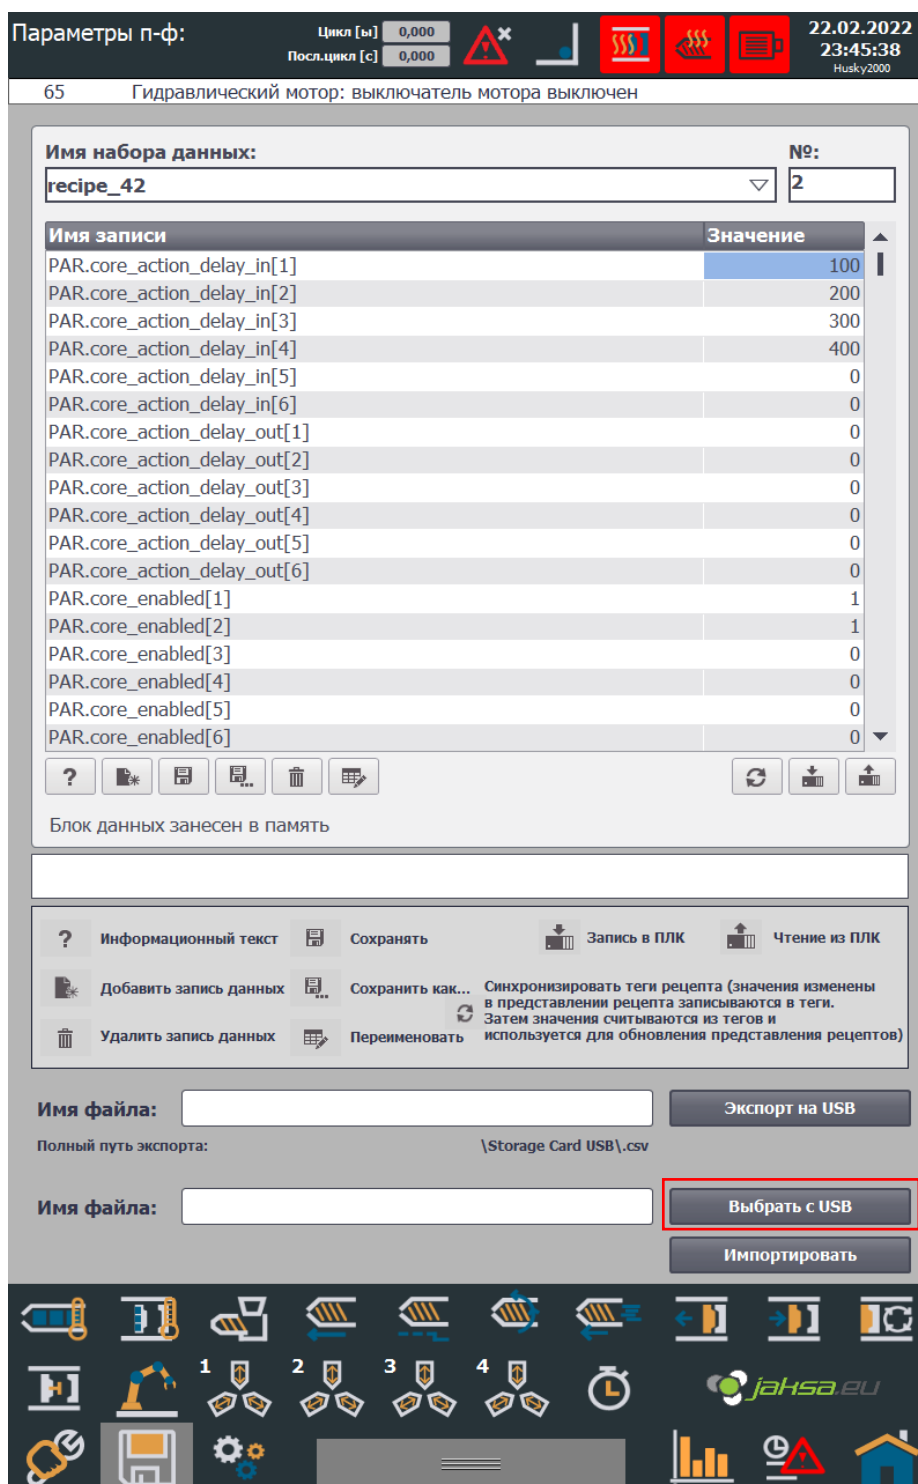 Параметры п-ф:
Цикл [ы] 0,000
Посл.цикл [с] 0,000
22.02.2022
23:45:38
Husky2000
65 Гидравлический мотор: выключатель мотора выключен
Имя набора данных: №:
recipe_42 2
Имя записи Значение
PAR.core_action_delay_in[1] 100
PAR.core_action_delay_in[2] 200
PAR.core_action_delay_in[3] 300
PAR.core_action_delay_in[4] 400
PAR.core_action_delay_in[5] 0
PAR.core_action_delay_in[6] 0
PAR.core_action_delay_out[1] 0
PAR.core_action_delay_out[2] 0
PAR.core_action_delay_out[3] 0
PAR.core_action_delay_out[4] 0
PAR.core_action_delay_out[5] 0
PAR.core_action_delay_out[6] 0
PAR.core_enabled[1] 1
PAR.core_enabled[2] 1
PAR.core_enabled[3] 0
PAR.core_enabled[4] 0
PAR.core_enabled[5] 0
PAR.core_enabled[6] 0
?
Блок данных занесен в память
? Информационный текст Сохранять Запись в ПЛК Чтение из ПЛК
Добавить запись данных Сохранить как...
Удалить запись данных Переименовать
Синхронизировать теги рецепта (значения изменены
в представлении рецепта записываются в теги.
Затем значения считываются из тегов и
используется для обновления представления рецептов)
Имя файла: Экспорт на USB
Полный путь экспорта: \Storage Card USB\.csv
Имя файла: Выбрать с USB
Импортировать
1 2 3 4
jaksa.eu